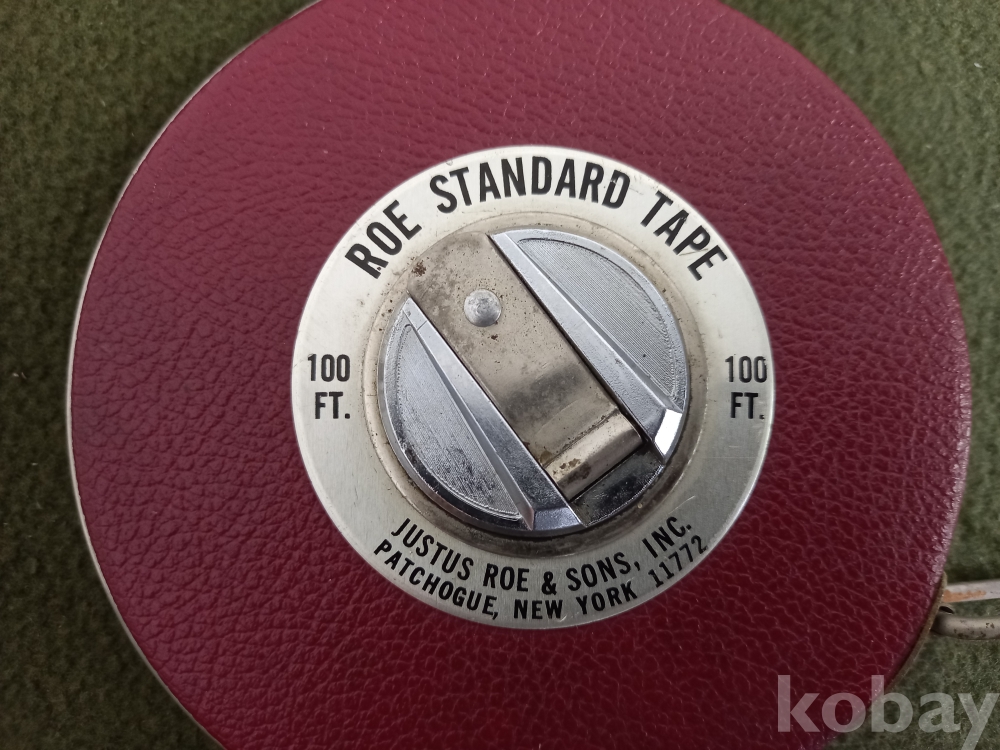 ROE STANDARD TAPE
100
FT.
100
FT.
JUSTUS ROE & SONS, INC.
PATCHOGUE, NEW YORK 11772
kobay